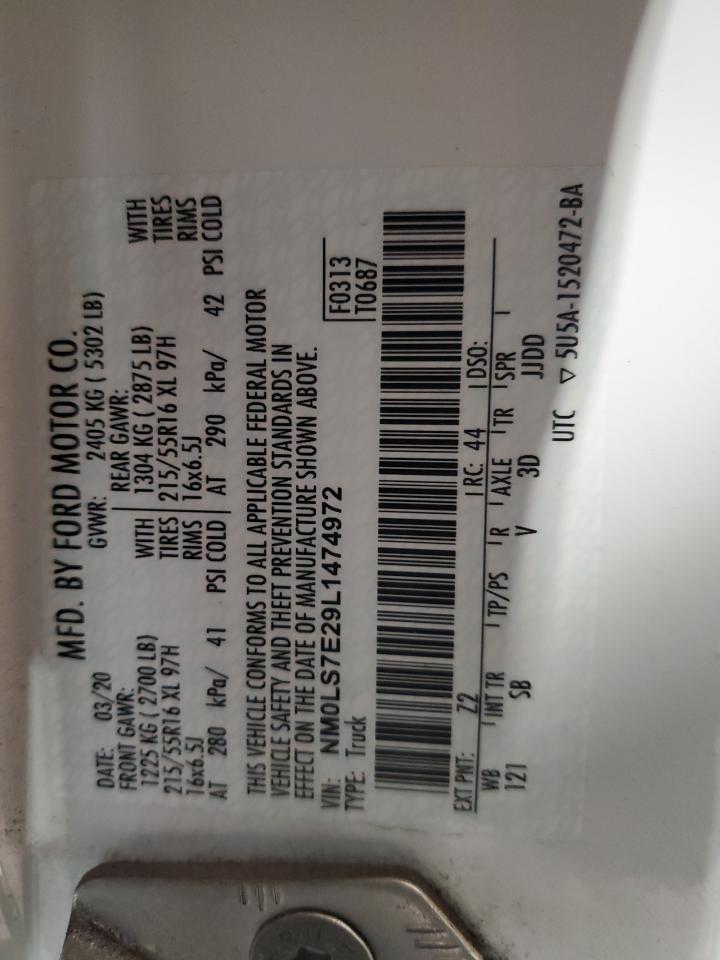 MFD. BY FORD MOTOR CO.
DATE: 03/20 GVWR: 2405 KG ( 5302 LB)
FRONT GAWR: REAR GAWR:
1225 KG ( 2700 LB) WITH 1304 KG ( 2875 LB) WITH
215/55R16 XL 97H TIRES 215/55R16 XL 97H TIRES
16x6.5J RIMS 16x6.5J RIMS
AT 280 kPa/ 41 PSI COLD AT 290 kPa/ 42 PSI COLD
THIS VEHICLE CONFORMS TO ALL APPLICABLE FEDERAL MOTOR
VEHICLE SAFETY AND THEFT PREVENTION STANDARDS IN
EFFECT ON THE DATE OF MANUFACTURE SHOWN ABOVE.
VIN: NM0LS7E29L1474972 F0313
TYPE: Truck T0687
EXT PNT: Z2 RC: 44 DSO:
WB INT TR TP/PS R AXLE TR SPR
121 SB V 3D JJDD
UTC ▽ 5U5A-1520472-BA